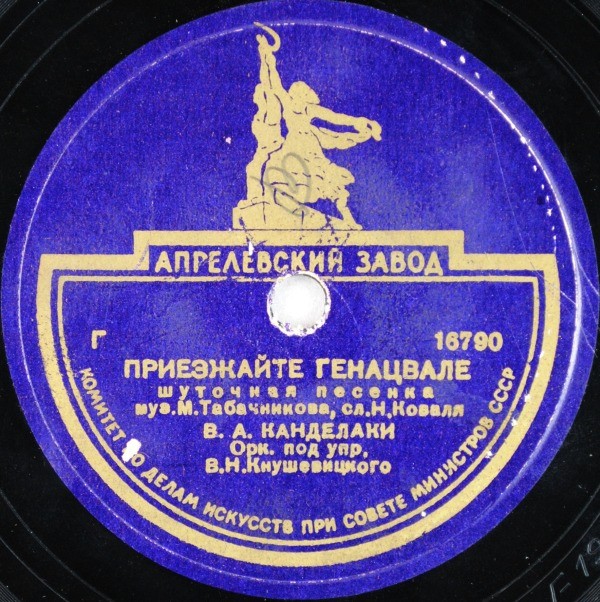 АПРЕЛЕВСКИЙ ЗАВОД
Г 16790
ПРИЕЗЖАЙТЕ ГЕНАЦВАЛЕ
шуточная песенка
муз.М.Табачникова, сл.Н.Коваля
В. А. КАНДЕЛАКИ
Орк. под упр.
В.Н.Кнушевицкого
КОМИТЕТ ПО ДЕЛАМ ИСКУССТВ ПРИ СОВЕТЕ МИНИСТРОВ СССР